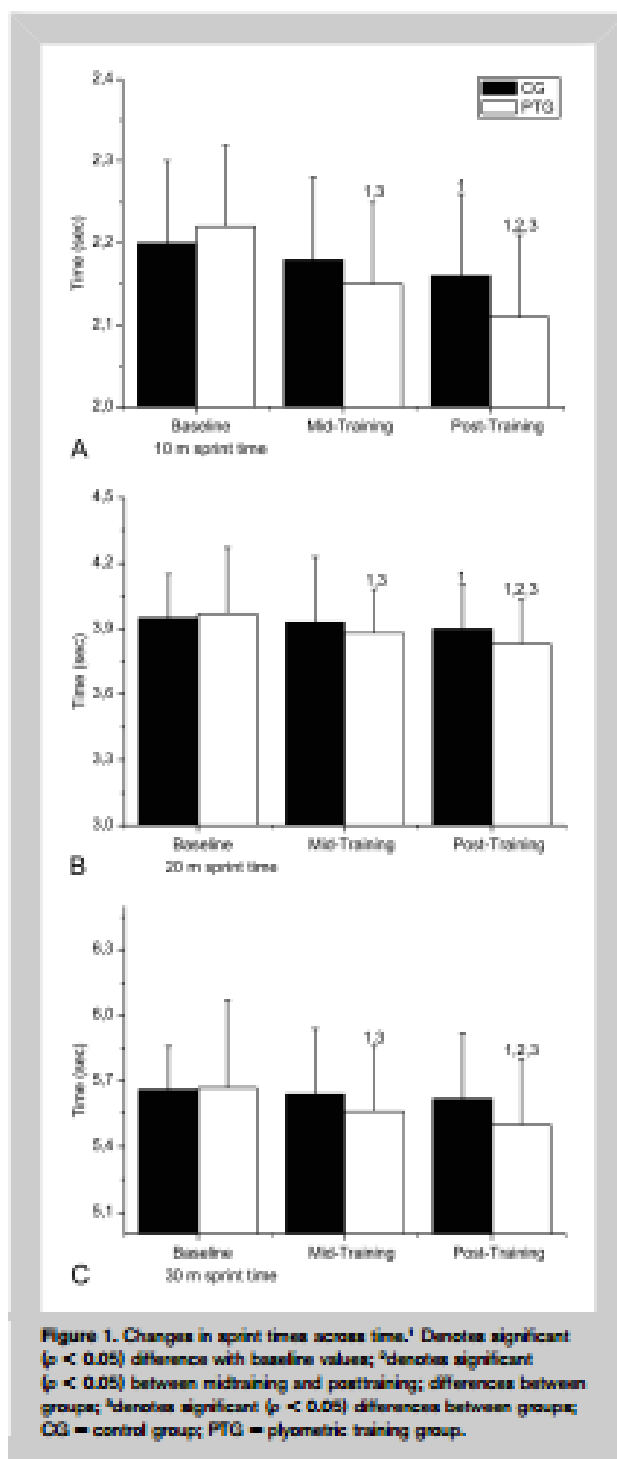 2,4
CG
PTG
2,3
1,3
1
1,2,3
2,2
Time (sec)
2,1
2,0
Baseline Mid-Training Post-Training
A 10 m sprint time
4,5
4,2
1,3
1
1,2,3
3,9
Time (sec)
3,6
3,3
3,0
Baseline Mid-Training Post-Training
B 20 m sprint time
6,3
6,0
1,3
1,2,3
5,7
Time (sec)
5,4
5,1
Baseline Mid-Training Post-Training
C 30 m sprint time
Figure 1. Changes in sprint times across time. Denotes significant
(p < 0.05) difference with baseline values; denotes significant
(p < 0.05) between midtraining and posttraining; differences between
groups; denotes significant (p < 0.05) differences between groups;
CG = control group; PTG = plyometric training group.